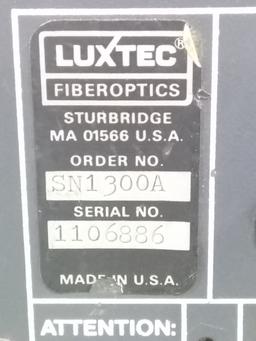 LUXTEC®
FIBEROPTICS
STURBRIDGE
MA 01566 U.S.A.
ORDER NO.
SN1300A
SERIAL NO.
1106886
MADE IN U.S.A.
ATTENTION: